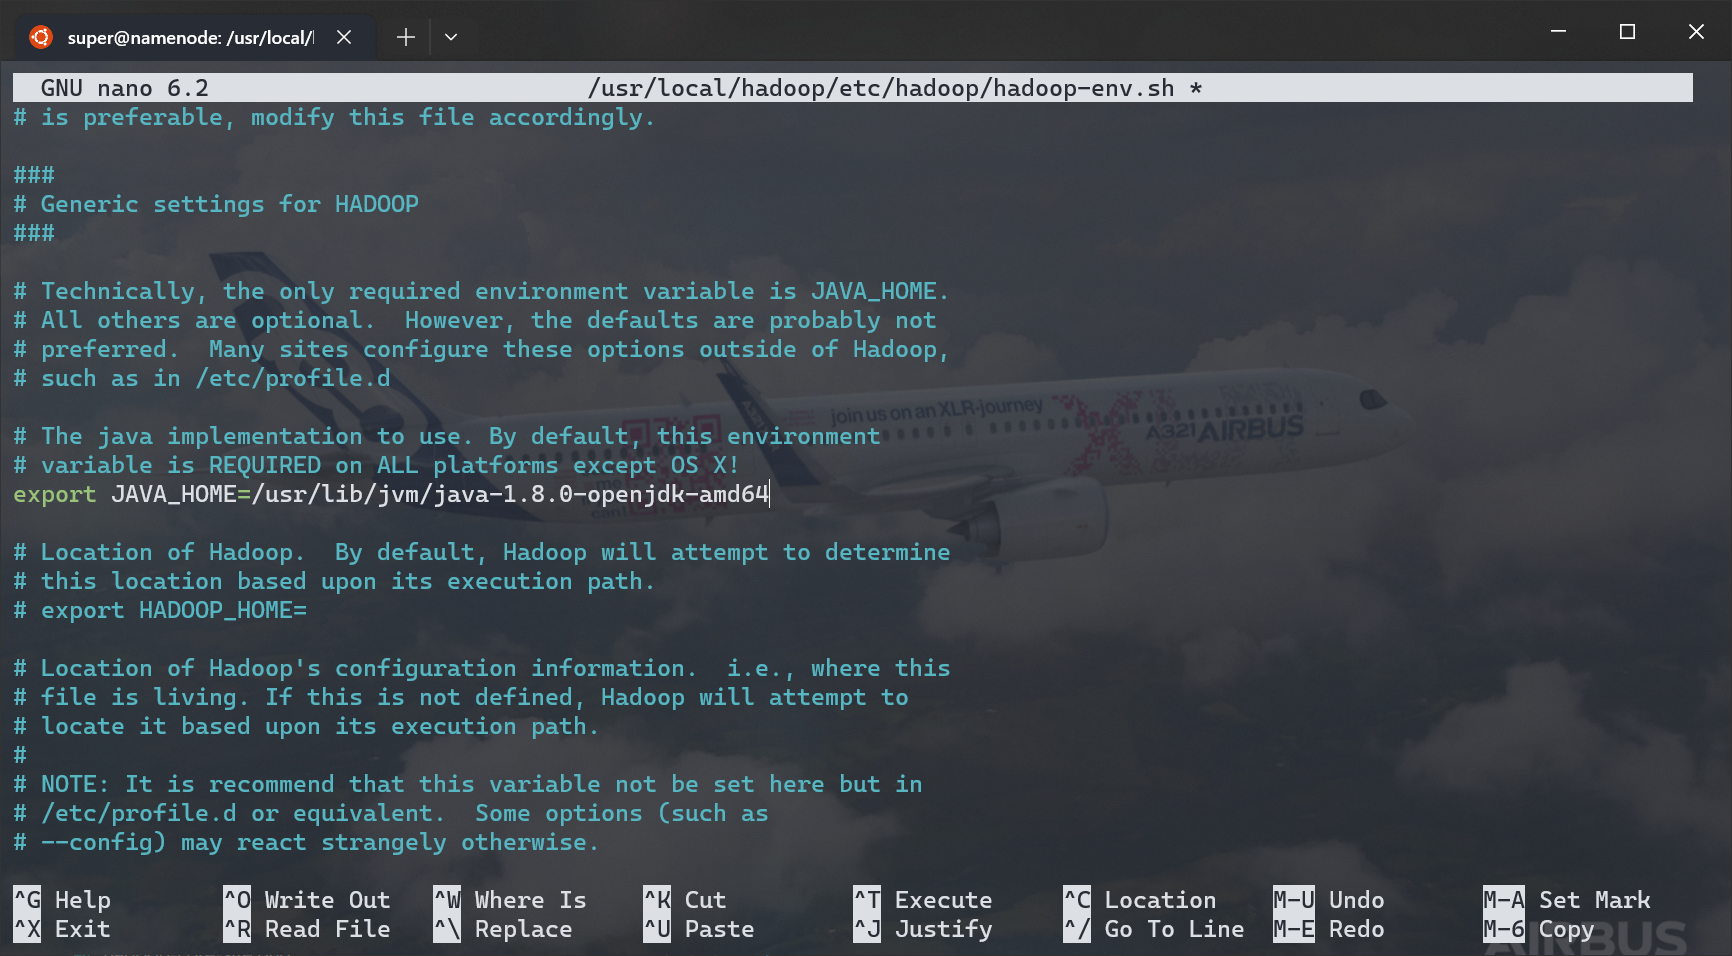 super@namenode: /usr/local/
GNU nano 6.2 /usr/local/hadoop/etc/hadoop/hadoop-env.sh *
# is preferable, modify this file accordingly.
###
# Generic settings for HADOOP
###
# Technically, the only required environment variable is JAVA_HOME.
# All others are optional.  However, the defaults are probably not
# preferred.  Many sites configure these options outside of Hadoop,
# such as in /etc/profile.d
join us on an XLR-journey
A321 AIRBUS
# The java implementation to use. By default, this environment
# variable is REQUIRED on ALL platforms except OS X!
export JAVA_HOME=/usr/lib/jvm/java-1.8.0-openjdk-amd64
# Location of Hadoop.  By default, Hadoop will attempt to determine
# this location based upon its execution path.
# export HADOOP_HOME=
# Location of Hadoop's configuration information.  i.e., where this
# file is living. If this is not defined, Hadoop will attempt to
# locate it based upon its execution path.
#
# NOTE: It is recommend that this variable not be set here but in
# /etc/profile.d or equivalent.  Some options (such as
# --config) may react strangely otherwise.
^G Help ^O Write Out ^W Where Is ^K Cut ^T Execute ^C Location M-U Undo M-A Set Mark
^X Exit ^R Read File ^\ Replace ^U Paste ^J Justify ^/ Go To Line M-E Redo M-6 Copy
AIRBUS